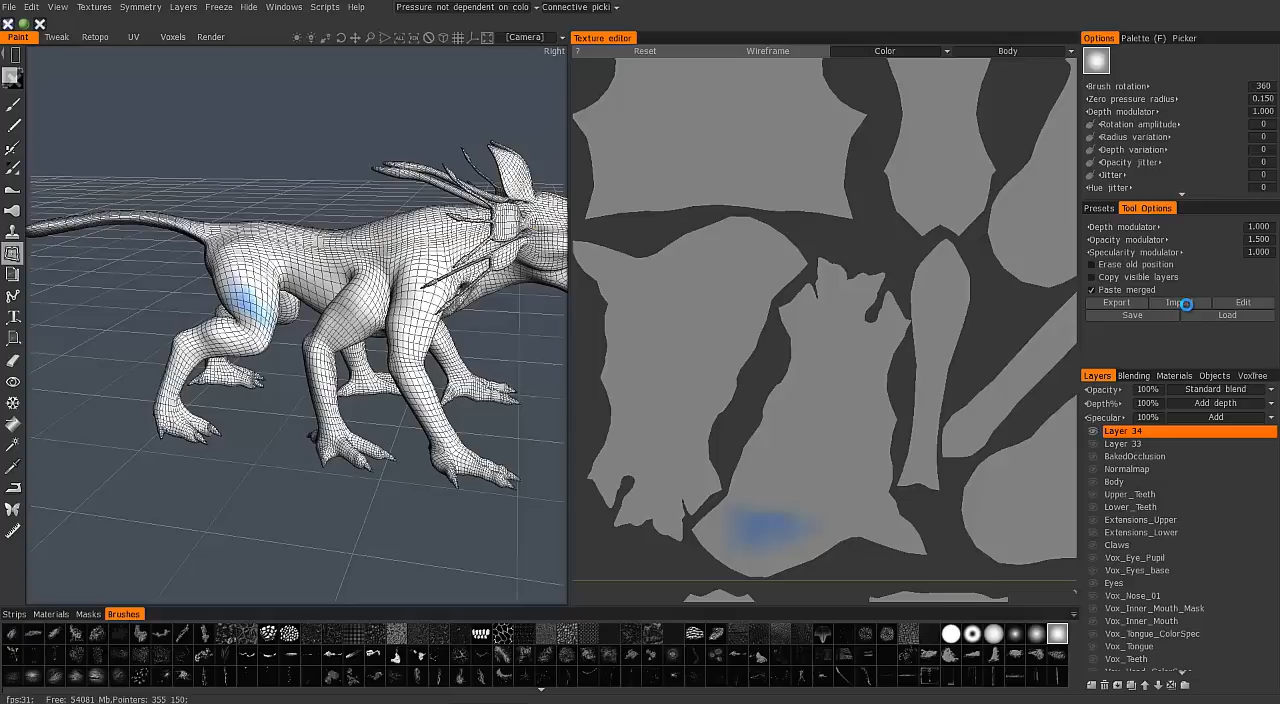 File Edit View Textures Symmetry Layers Freeze Hide Windows Scripts Help Pressure not dependent on colo Connective picki
Paint Tweak Retopo UV Voxels Render [Camera] Texture editor Options Palette (F) Picker
Right 7 Reset Wireframe Color Body
Brush rotation 360
Zero pressure radius 0.150
Depth modulator 1.000
Rotation amplitude 0
Radius variation 0
Depth variation 0
Opacity jitter 0
Jitter 0
Hue jitter 0
Presets Tool Options
Depth modulator 1.000
Opacity modulator 1.500
Specularity modulator 1.000
Erase old position
Copy visible layers
Paste merged
Export Edit
Save Load
Layers Blending Materials Objects VoxTree
Opacity 100% Standard blend
Depth% 100% Add depth
Specular 100% Add
Layer 34
Layer 33
BakedOcclusion
Normalmap
Body
Upper_Teeth
Lower_Teeth
Extensions_Upper
Extensions_Lower
Claws
Vox_Eye_Pupil
Vox_Eyes_base
Eyes
Vox_Nose_01
Vox_Inner_Mouth_Mask
Vox_Inner_Mouth
Vox_Tongue_ColorSpec
Vox_Tongue
Vox_Teeth
Strips Materials Masks Brushes
fps:31; Free: 54081 Mb,Pointers: 355 150;